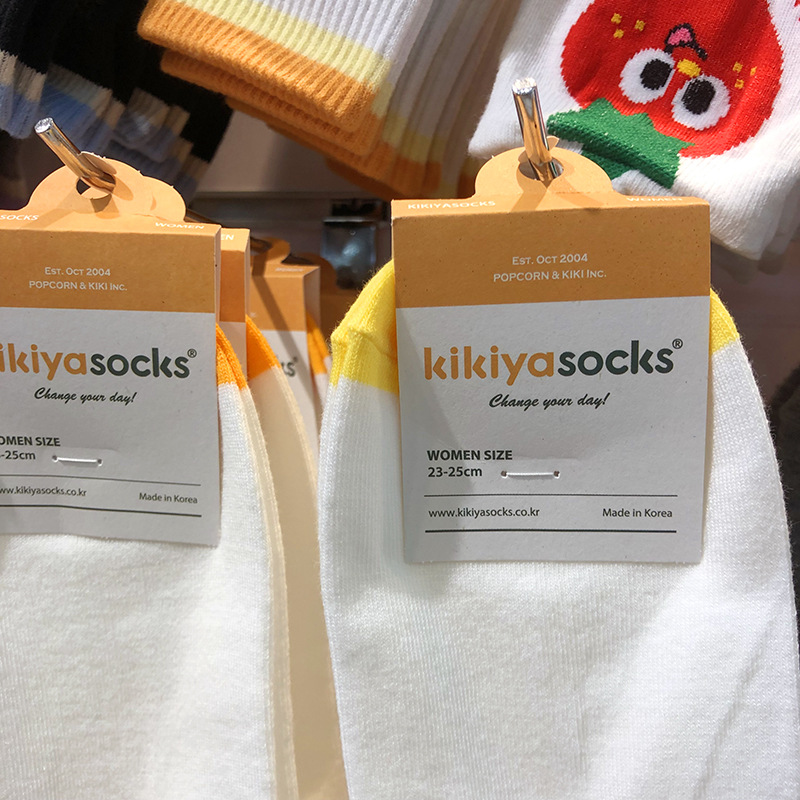 SOCKS
WOMEN
EST. OCT 2004
POPCORN & KIKI INC.
ikiyasocks®
Change your day!
OMEN SIZE
-25cm
www.kikiyasocks.co.kr
Made in Korea
KIKIYASOCKS
WOMEN
EST. OCT 2004
POPCORN & KIKI INC.
kikiyasocks®
Change your day!
WOMEN SIZE
23-25cm
www.kikiyasocks.co.kr
Made in Korea